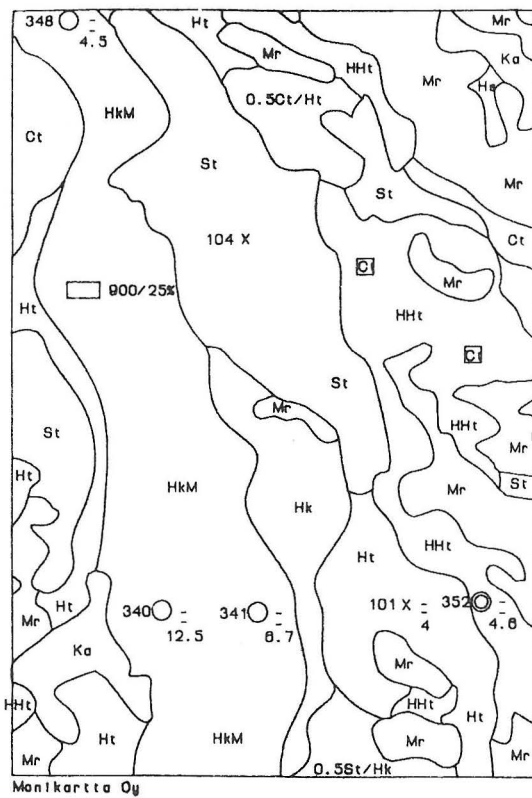 348
-
-
4.5
Ht
Mr
HHt
Mr
Mr
Ka
He
0.5Ct/Ht
HkM
Ct
St
St
Mr
Ct
104 X
Ct
Mr
900/25%
Ht
HHt
Ct
St
St
Mr
HHt
Mr
Ht
St
HkM
Hk
Mr
Ht
HHt
Ht
Mr
340
-
-
12.5
341
-
-
6.7
101 X
-
-
4
352
-
-
4.6
Ka
Mr
HHt
HHt
Ht
Mr
Mr
Ht
HkM
0.5St/Hk
Mr
Monikartta Oy